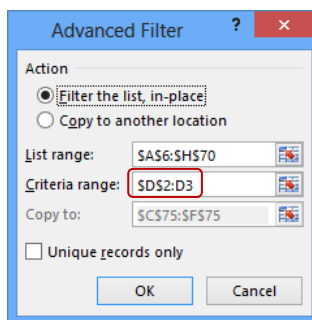 Advanced Filter ? ×
Action
Filter the list, in-place
Copy to another location
List range: $A$6:$H$70
Criteria range: $D$2:D3
Copy to: $C$75:$F$75
Unique records only
OK Cancel